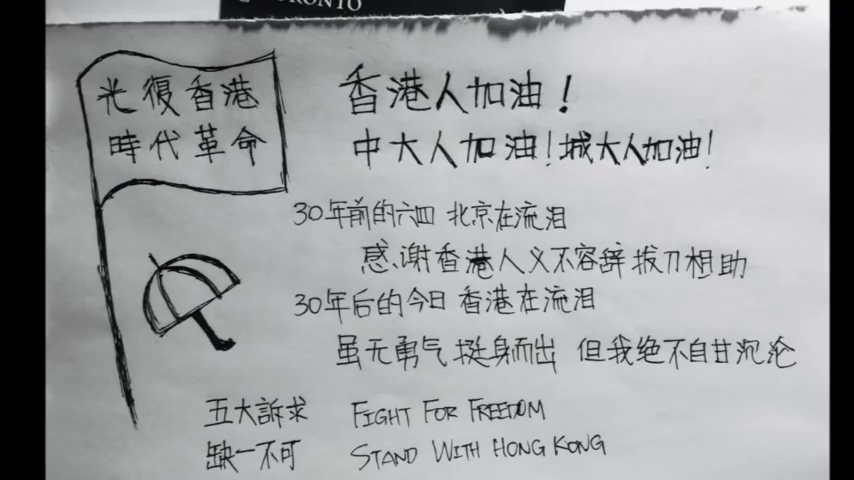 TORONTO
光復香港
時代革命
香港人加油！
中大人加油！城大人加油！
30年前的六四 北京在流泪
感谢香港人义不容辞 拔刀相助
30年后的今日 香港在流泪
虽无勇气 挺身而出 但我绝不自甘沉沦
五大訴求 FIGHT FOR FREEDOM
缺一不可 STAND WITH HONG KONG